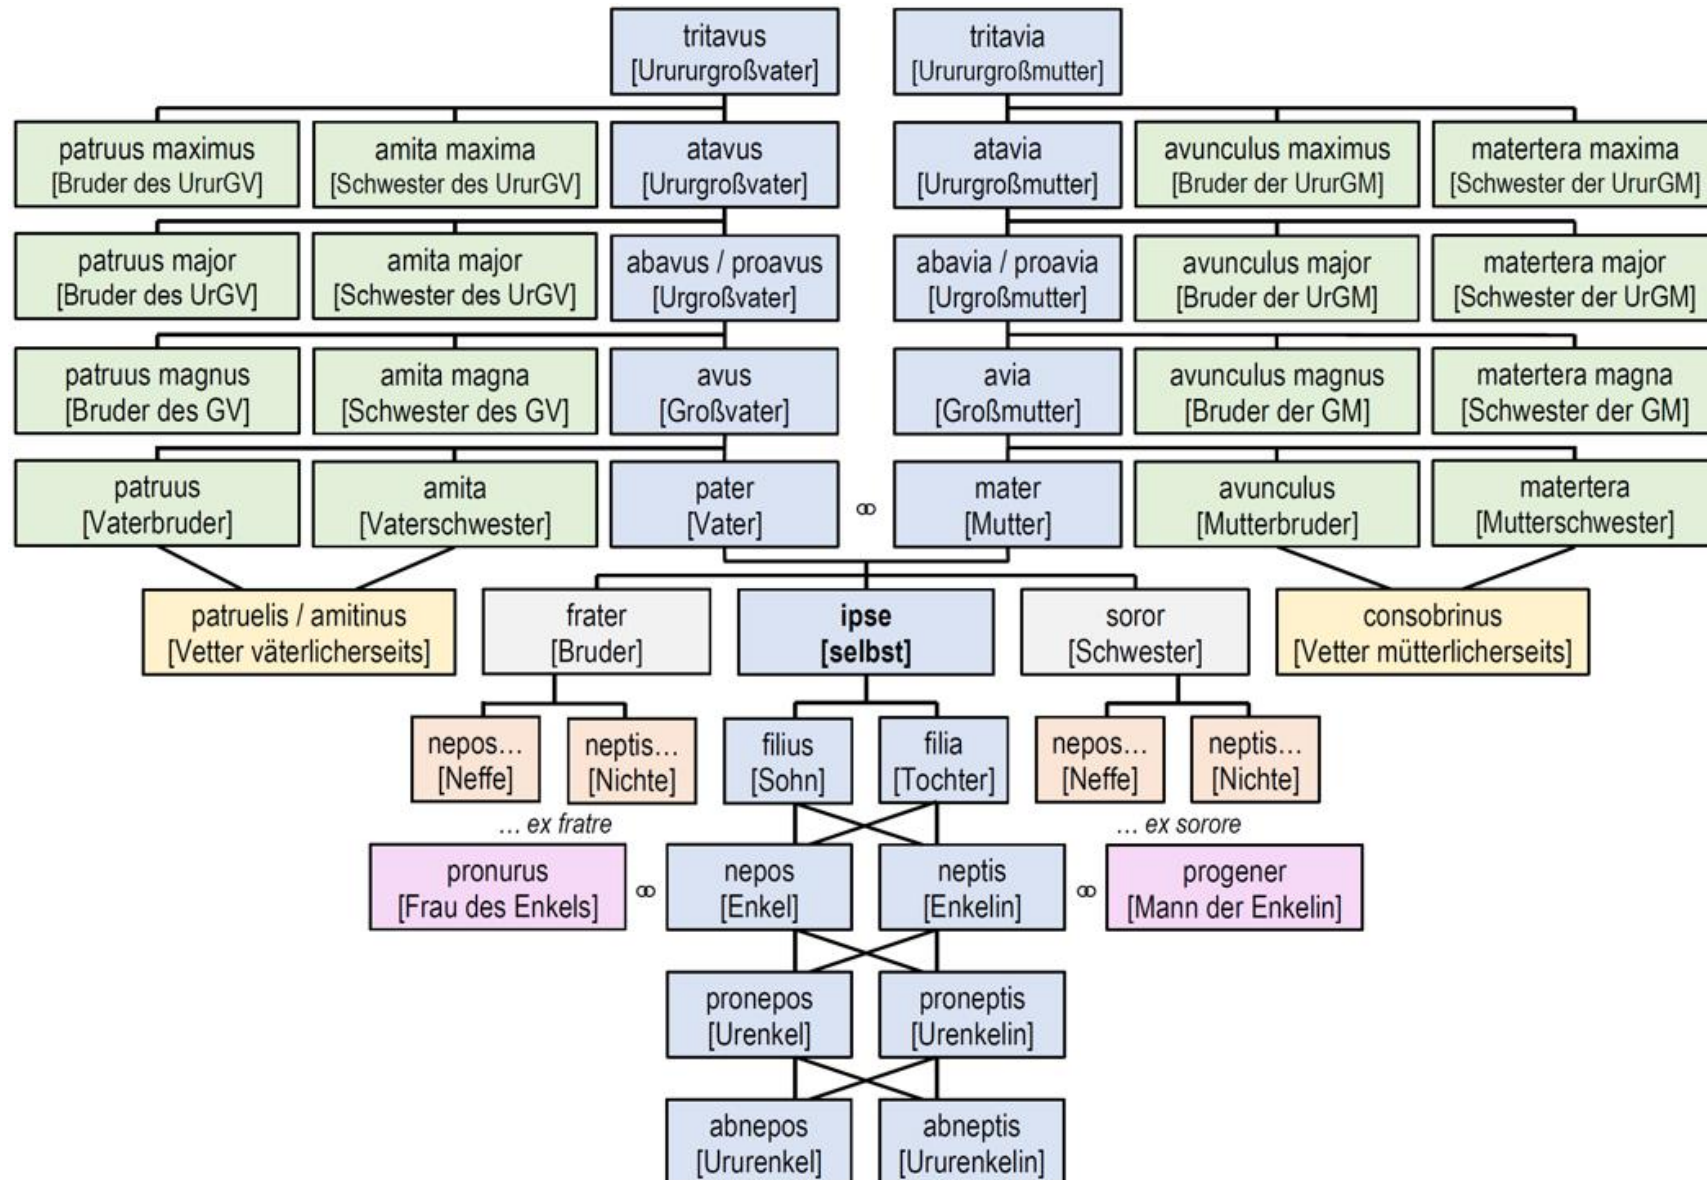 tritavus
[Urururgroßvater]
tritavia
[Urururgroßmutter]
patruus maximus
[Bruder des UrurGV]
amita maxima
[Schwester des UrurGV]
atavus
[Ururgroßvater]
atavia
[Ururgroßmutter]
avunculus maximus
[Bruder der UrurGM]
matertera maxima
[Schwester der UrurGM]
patruus major
[Bruder des UrGV]
amita major
[Schwester des UrGV]
abavus / proavus
[Urgroßvater]
abavia / proavia
[Urgroßmutter]
avunculus major
[Bruder der UrGM]
matertera major
[Schwester der UrGM]
patruus magnus
[Bruder des GV]
amita magna
[Schwester des GV]
avus
[Großvater]
avia
[Großmutter]
avunculus magnus
[Bruder der GM]
matertera magna
[Schwester der GM]
patruus
[Vaterbruder]
amita
[Vaterschwester]
pater
[Vater]
mater
[Mutter]
avunculus
[Mutterbruder]
matertera
[Mutterschwester]
patruelis / amitinus
[Vetter väterlicherseits]
frater
[Bruder]
ipse
[selbst]
soror
[Schwester]
consobrinus
[Vetter mütterlicherseits]
nepos…
[Neffe]
neptis…
[Nichte]
filius
[Sohn]
filia
[Tochter]
nepos…
[Neffe]
neptis…
[Nichte]
… ex fratre
… ex sorore
pronurus
[Frau des Enkels]
nepos
[Enkel]
neptis
[Enkelin]
progener
[Mann der Enkelin]
pronepos
[Urenkel]
proneptis
[Urenkelin]
abnepos
[Ururenkel]
abneptis
[Ururenkelin]